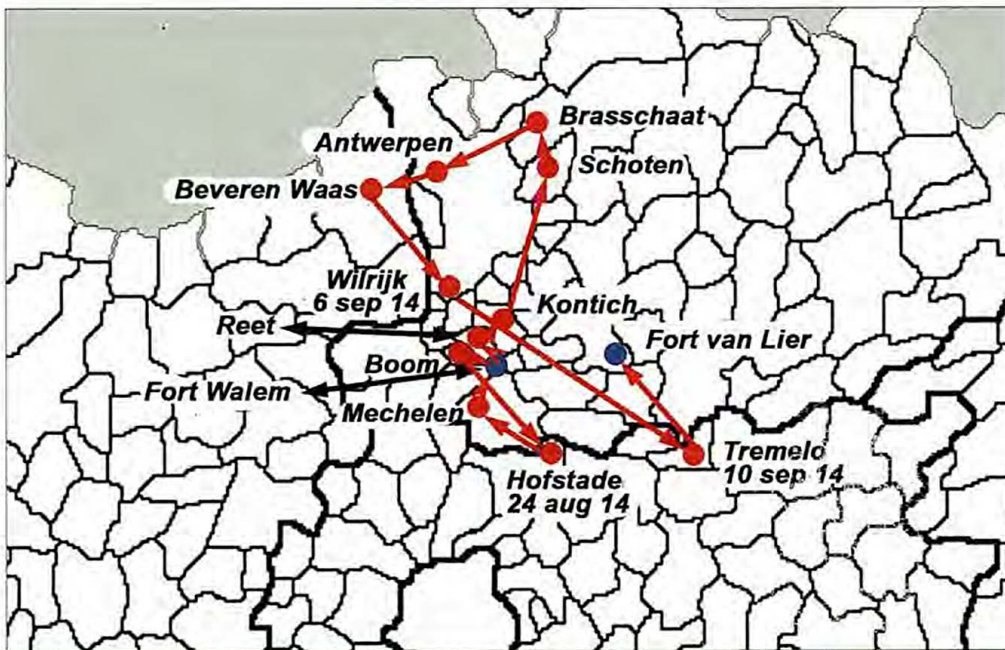 Brasschaat
Antwerpen
Schoten
Beveren Waas
Wilrijk
6 sep 14
Kontich
Reet
Fort van Lier
Boom
Fort Walem
Mechelen
Tremelo
10 sep 14
Hofstade
24 aug 14